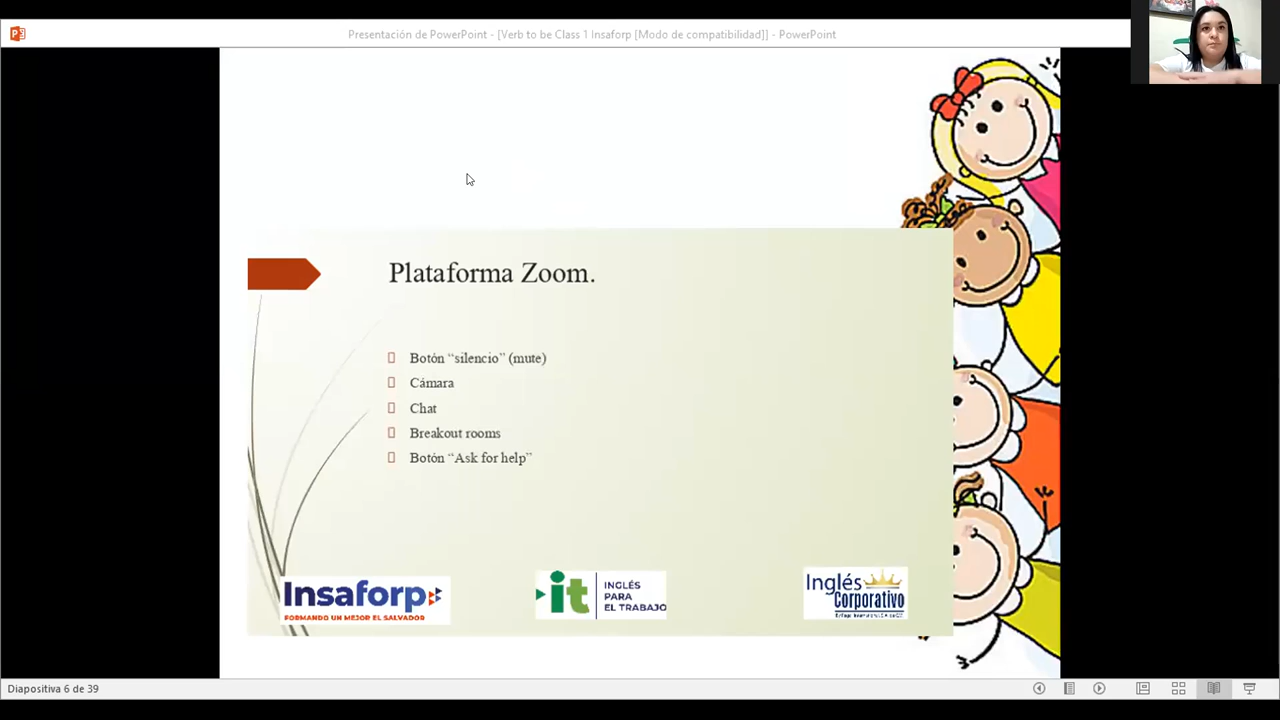 Presentación de PowerPoint - [Verb to be Class 1 Insaforp [Modo de compatibilidad]] - PowerPoint
Plataforma Zoom.
Botón “silencio” (mute)
Cámara
Chat
Breakout rooms
Botón “Ask for help”
Insaforp
FORMANDO UN MEJOR EL SALVADOR
it
INGLÉS
PARA
EL TRABAJO
Inglés
Corporativo
Diapositiva 6 de 39